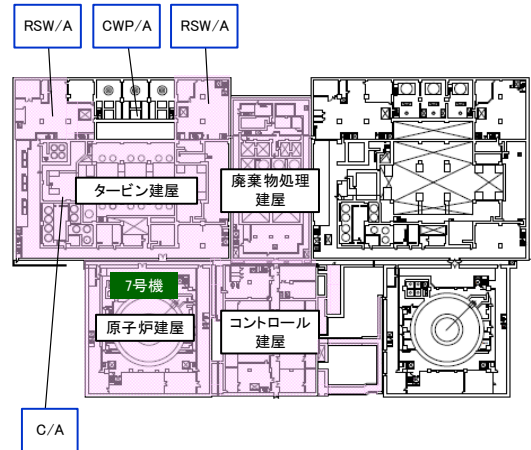 RSW/A
CWP/A
RSW/A
タービン建屋
廃棄物処理
建屋
7号機
原子炉建屋
コントロール
建屋
C/A